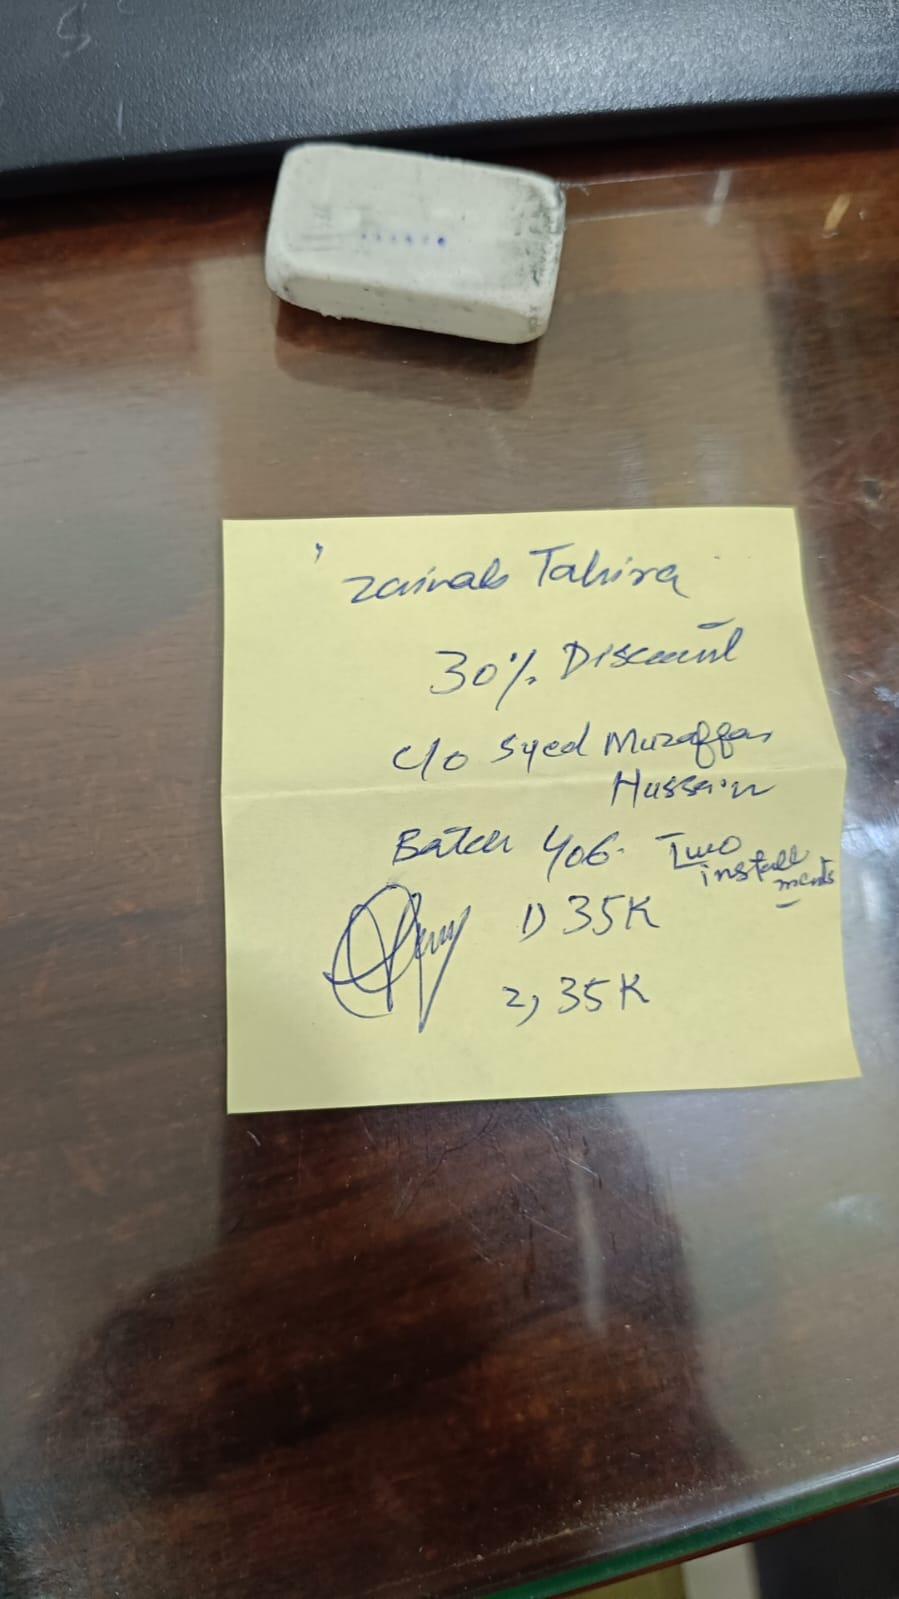 Zainab Tahira
30% Discount
c/o Syed Muzaffar
Hussain
Batch 406. Two
installments
1) 35K
2, 35K